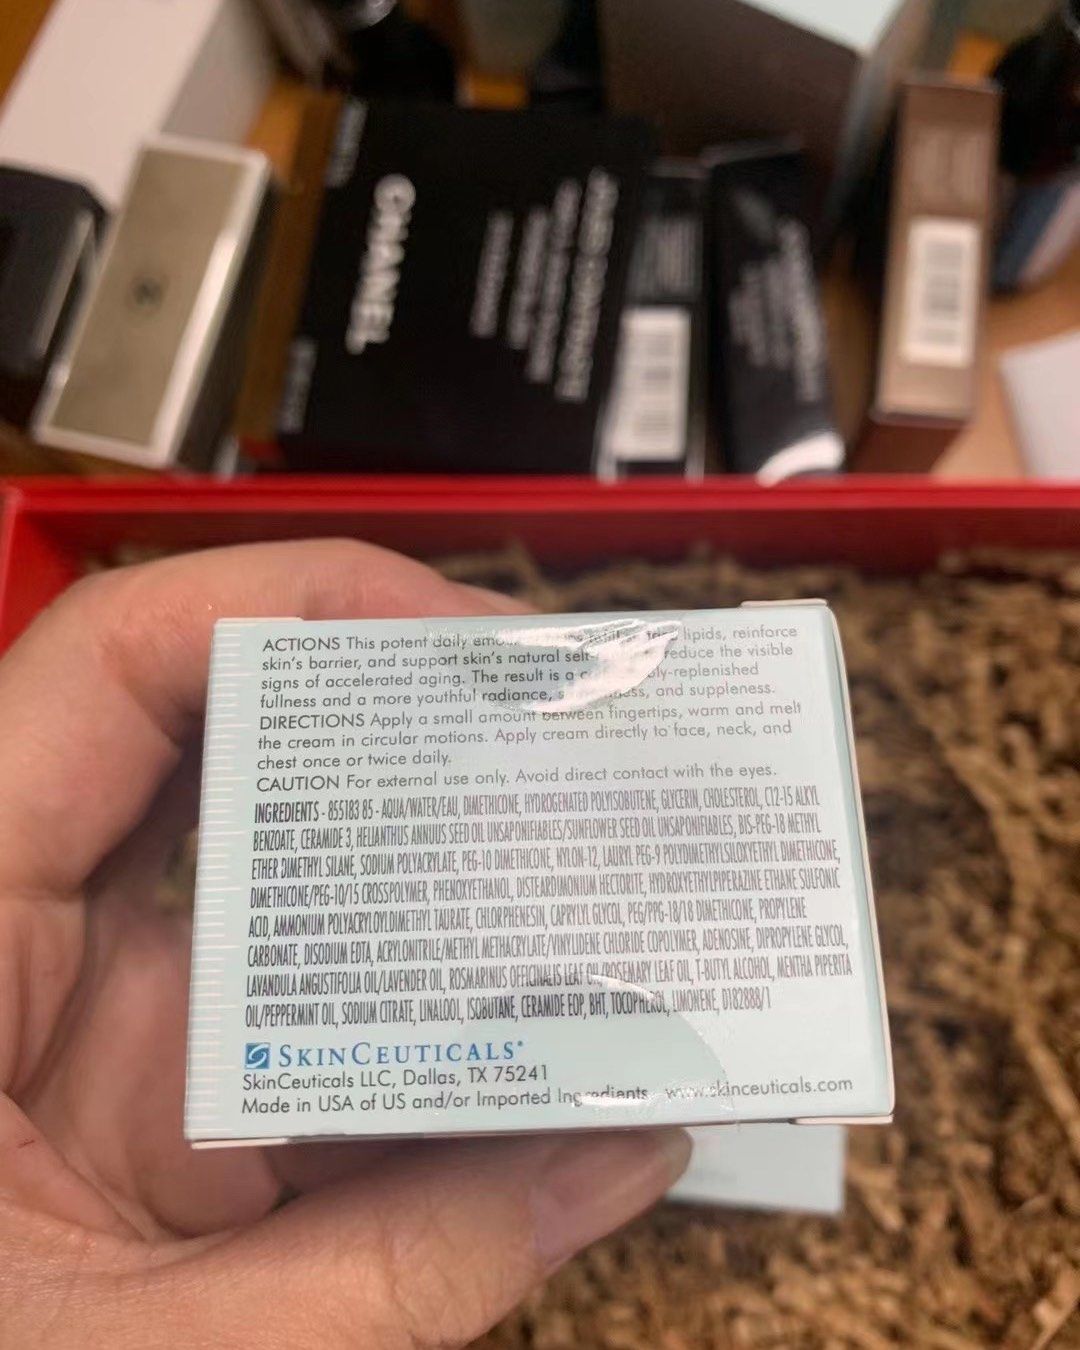 CHANEL
ACTIONS This potent daily lipids, reinforce
skin's barrier, and support skin's natural self- reduce the visible
signs of accelerated aging. The result is a
fullness and a more youthful radiance, and suppleness.
DIRECTIONS Apply a small amount between fingertips, warm and melt
the cream in circular motions. Apply cream directly to face, neck, and
chest once or twice daily.
CAUTION For external use only. Avoid direct contact with the eyes.
INGREDIENTS - 855183 85 - AQUA/WATER/EAU, DIMETHICONE, HYDROGENATED POLYISOBUTENE, GLYCERIN, CHOLESTEROL, C12-15 ALKYL
BENZOATE, CERAMIDE 3, HELIANTHUS ANNUUS SEED OIL UNSAPONIFIABLES/SUNFLOWER SEED OIL UNSAPONIFIABLES, BIS-PEG-18 METHYL
ETHER DIMETHYL SILANE, SODIUM POLYACRYLATE, PEG-10 DIMETHICONE, NYLON-12, LAURYL PEG-9 POLYDIMETHYLSILOXYETHYL DIMETHICONE,
DIMETHICONE/PEG-10/15 CROSSPOLYMER, PHENOXYETHANOL, DISTEARDIMONIUM HECTORITE, HYDROXYETHYLPIPERAZINE ETHANE SULFONIC
ACID, AMMONIUM POLYACRYLOYLDIMETHYL TAURATE, CHLORPHENESIN, CAPRYLYL GLYCOL, PEG/PPG-18/18 DIMETHICONE, PROPYLENE
CARBONATE, DISODIUM EDTA, ACRYLONITRILE/METHYL METHACRYLATE/VINYLIDENE CHLORIDE COPOLYMER, ADENOSINE, DIPROPYLENE GLYCOL,
LAVANDULA ANGUSTIFOLIA OIL/LAVENDER OIL, ROSMARINUS OFFICINALIS LEAF OIL/ROSEMARY LEAF OIL, T-BUTYL ALCOHOL, MENTHA PIPERITA
OIL/PEPPERMINT OIL, SODIUM CITRATE, LINALOOL, ISOBUTANE, CERAMIDE EOP, BHT, TOCOPHEROL, LIMONENE, D182888/1
SKINCEUTICALS®
SkinCeuticals LLC, Dallas, TX 75241
Made in USA of US and/or Imported Ingredients www.skinceuticals.com